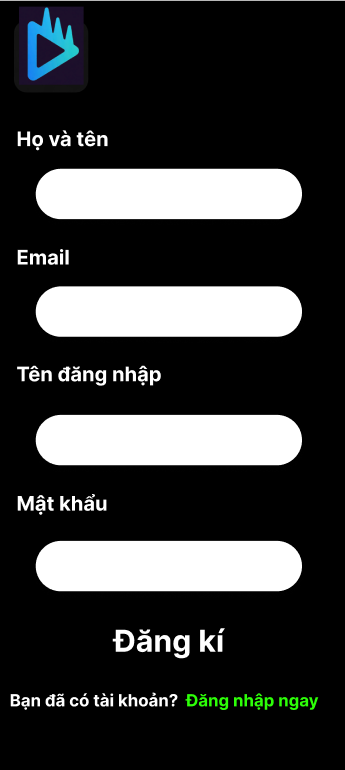 Họ và tên
Email
Tên đăng nhập
Mật khẩu
Đăng kí
Bạn đã có tài khoản? Đăng nhập ngay